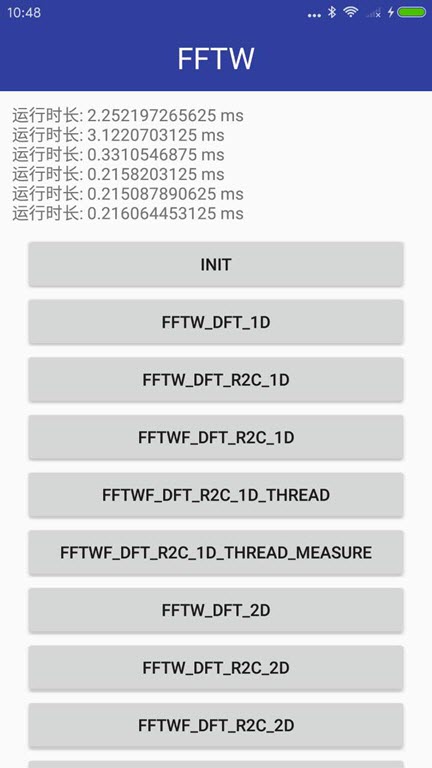 10:48
FFTW
运行时长: 2.252197265625 ms
运行时长: 3.1220703125 ms
运行时长: 0.3310546875 ms
运行时长: 0.2158203125 ms
运行时长: 0.215087890625 ms
运行时长: 0.216064453125 ms
INIT
FFTW_DFT_1D
FFTW_DFT_R2C_1D
FFTWF_DFT_R2C_1D
FFTWF_DFT_R2C_1D_THREAD
FFTWF_DFT_R2C_1D_THREAD_MEASURE
FFTW_DFT_2D
FFTW_DFT_R2C_2D
FFTWF_DFT_R2C_2D